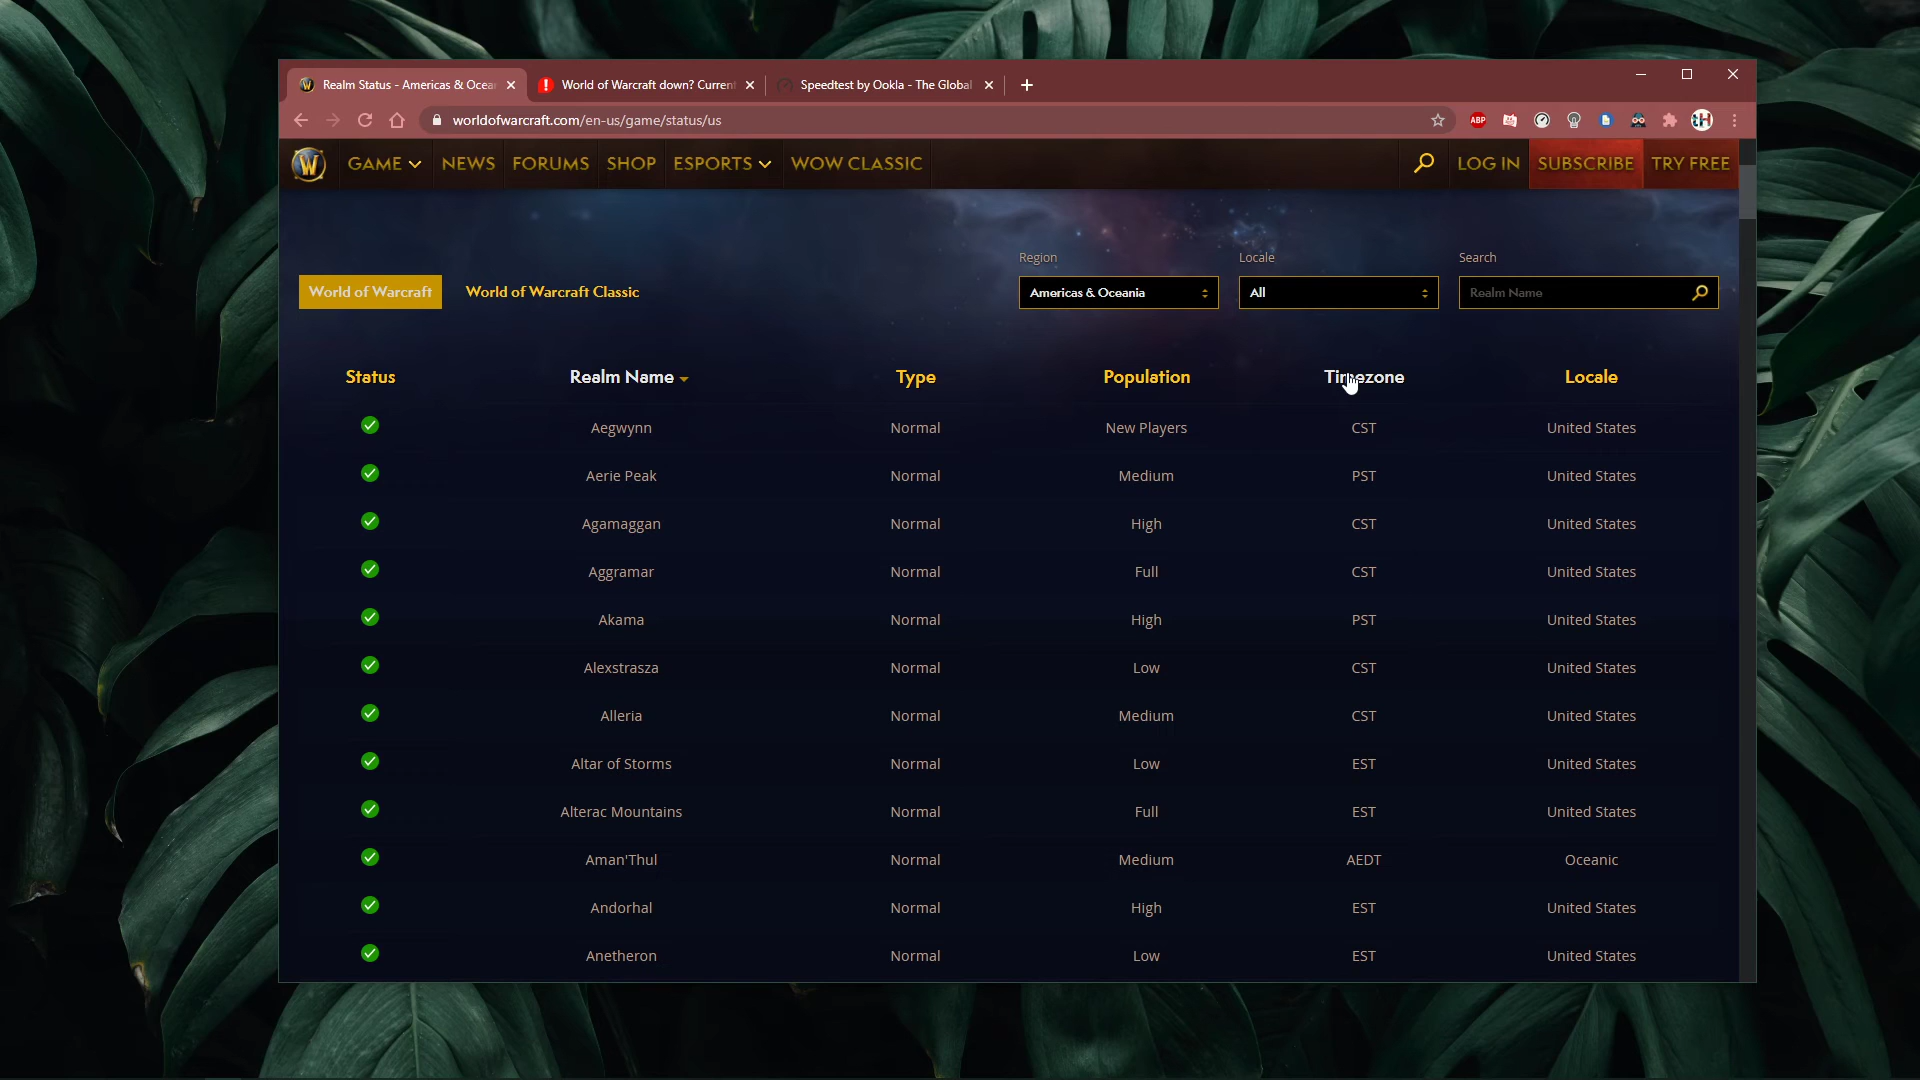 Realm Status - Americas & Ocea
World of Warcraft down? Curren
Speedtest by Ookla - The Global
worldofwarcraft.com/en-us/game/status/us
ABP
W GAME NEWS FORUMS SHOP ESPORTS WOW CLASSIC LOG IN SUBSCRIBE TRY FREE
Region Locale Search
World of Warcraft World of Warcraft Classic Americas & Oceania All Realm Name
Status Realm Name Type Population Timezone Locale
Aegwynn Normal New Players CST United States
Aerie Peak Normal Medium PST United States
Agamaggan Normal High CST United States
Aggramar Normal Full CST United States
Akama Normal High PST United States
Alexstrasza Normal Low CST United States
Alleria Normal Medium CST United States
Altar of Storms Normal Low EST United States
Alterac Mountains Normal Full EST United States
Aman'Thul Normal Medium AEDT Oceanic
Andorhal Normal High EST United States
Anetheron Normal Low EST United States